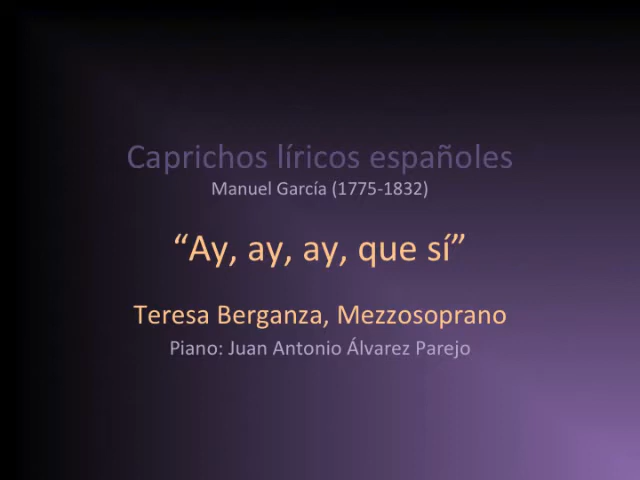 Caprichos líricos españoles
Manuel García (1775-1832)
“Ay, ay, ay, que sí”
Teresa Berganza, Mezzosoprano
Piano: Juan Antonio Álvarez Parejo